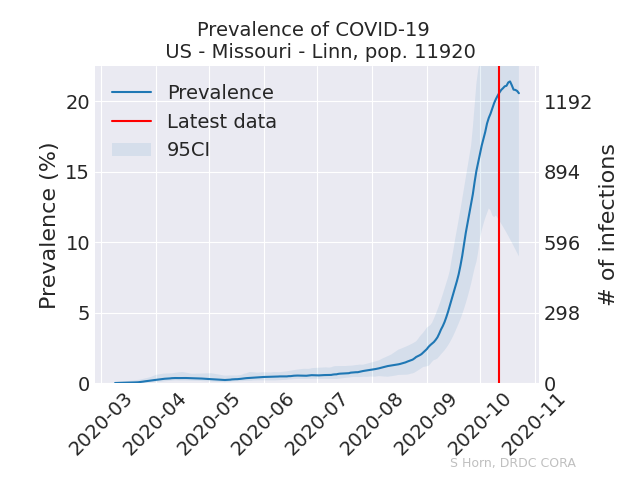 Prevalence of COVID-19
US - Missouri - Linn, pop. 11920
Prevalence
Latest data
95CI
Prevalence (%)
20
15
10
5
0
1192
894
596
298
0
# of infections
2020-03
2020-04
2020-05
2020-06
2020-07
2020-08
2020-09
2020-10
2020-11
S Horn, DRDC CORA